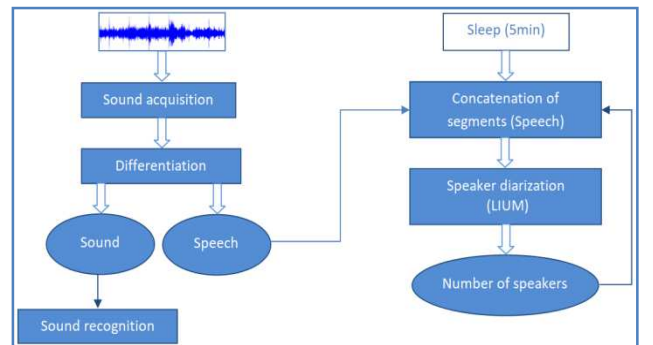 Sound acquisition
Differentiation
Sound
Speech
Sound recognition
Sleep (5min)
Concatenation of
segments (Speech)
Speaker diarization
(LIUM)
Number of speakers